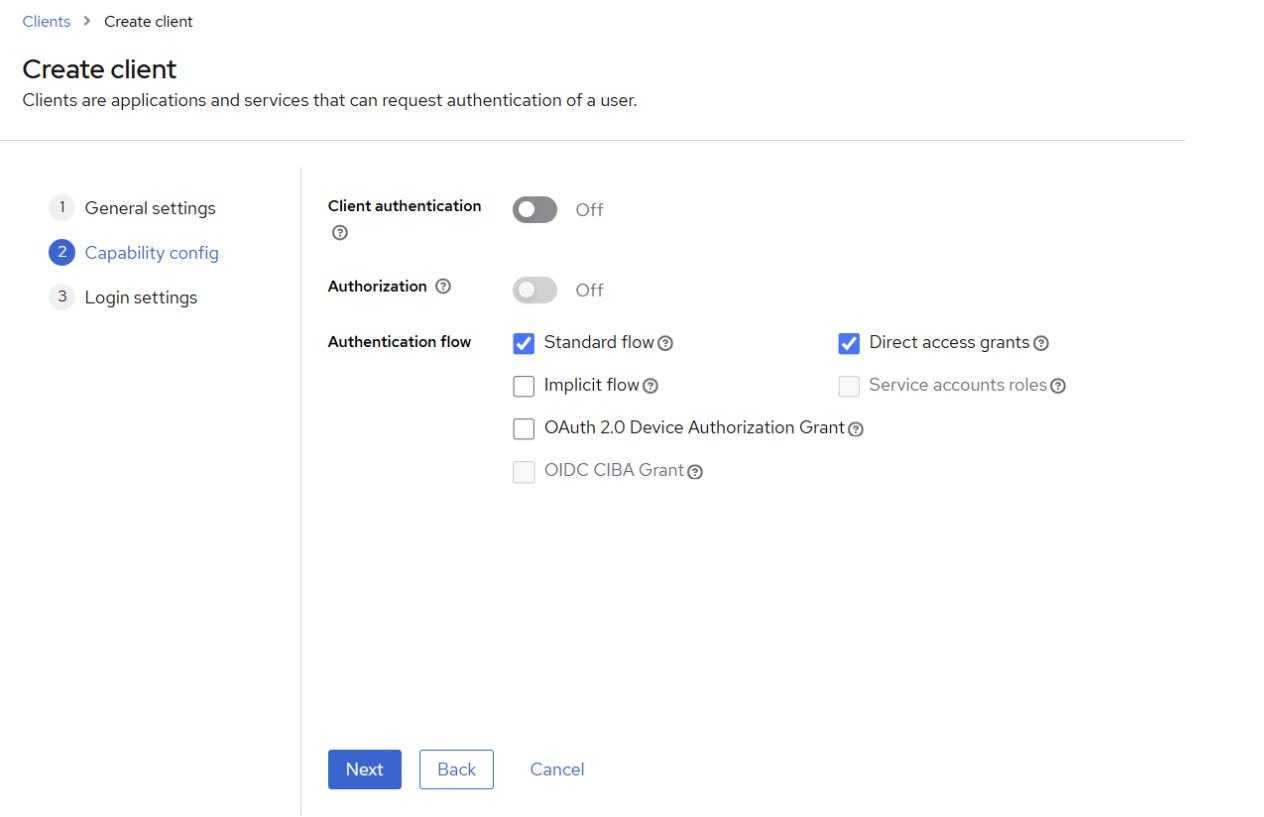 Clients > Create client
Create client
Clients are applications and services that can request authentication of a user.
1 General settings
2 Capability config
3 Login settings
Client authentication
Off
Authorization
Off
Authentication flow
Standard flow
Direct access grants
Implicit flow
Service accounts roles
OAuth 2.0 Device Authorization Grant
OIDC CIBA Grant
Next
Back
Cancel